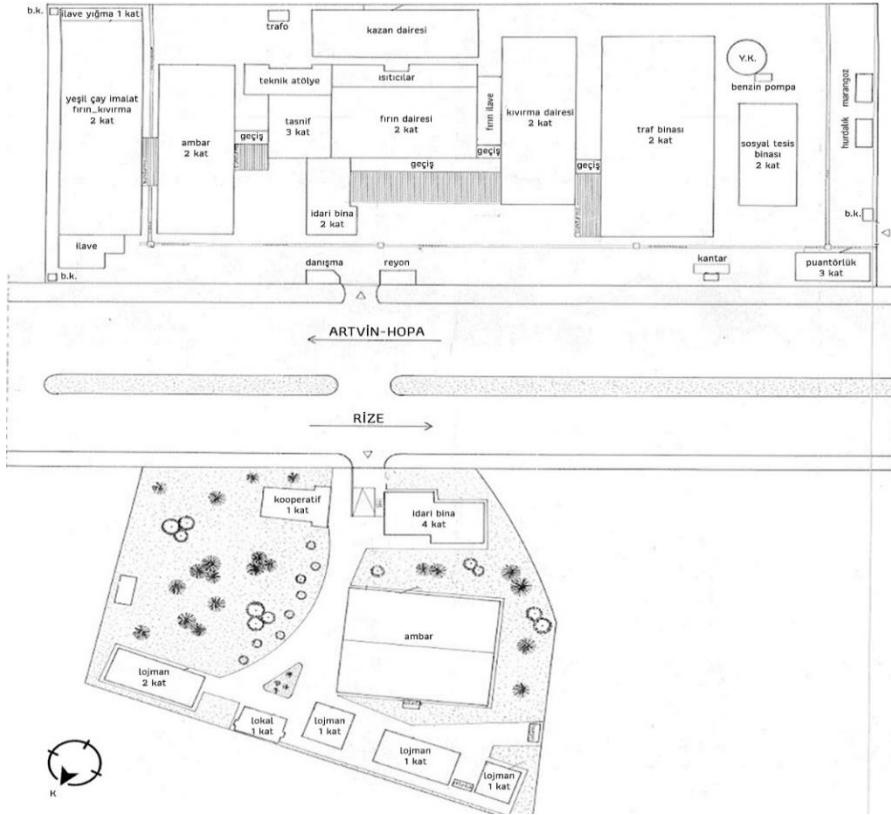 b.k.
ilave yığma 1 kat
trafo
kazan dairesi
Y.K.
benzin pompa
marangoz
hurdalık
teknik atölye
ısıtıcılar
yeşil çay imalat
fırın_kıvırma
2 kat
ambar
2 kat
geçiş
tasnif
3 kat
fırın dairesi
2 kat
fırın ilave
kıvırma dairesi
2 kat
geçiş
geçiş
geçiş
traf binası
2 kat
sosyal tesis
binası
2 kat
idari bina
2 kat
b.k.
ilave
b.k.
danışma
reyon
kantar
puantörlük
3 kat
ARTVİN-HOPA
RİZE
kooperatif
1 kat
idari bina
4 kat
ambar
lojman
2 kat
lokal
1 kat
lojman
1 kat
lojman
1 kat
lojman
1 kat
K